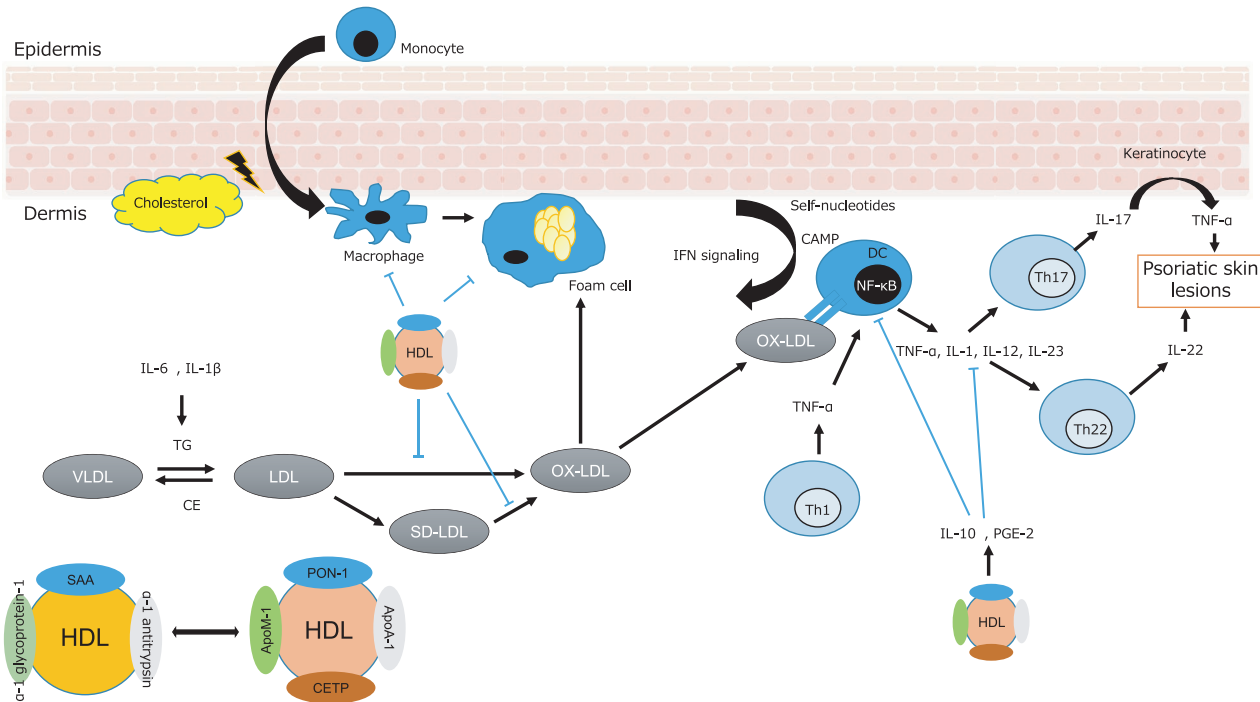 Epidermis
Monocyte
Keratinocyte
Cholesterol
Dermis
Self-nucleotides
IL-17
TNF-α
CAMP
Macrophage
IFN signaling
DC
Th17
NF-κB
Psoriatic skin
lesions
Foam cell
OX-LDL
TNF-α, IL-1, IL-12, IL-23
IL-22
HDL
IL-6 , IL-1β
TNF-α
Th22
TG
VLDL
LDL
OX-LDL
CE
Th1
SD-LDL
IL-10 , PGE-2
SAA
PON-1
α-1 glycoprotein-1
HDL
α-1 antitrypsin
ApoM-1
HDL
ApoA-1
HDL
CETP